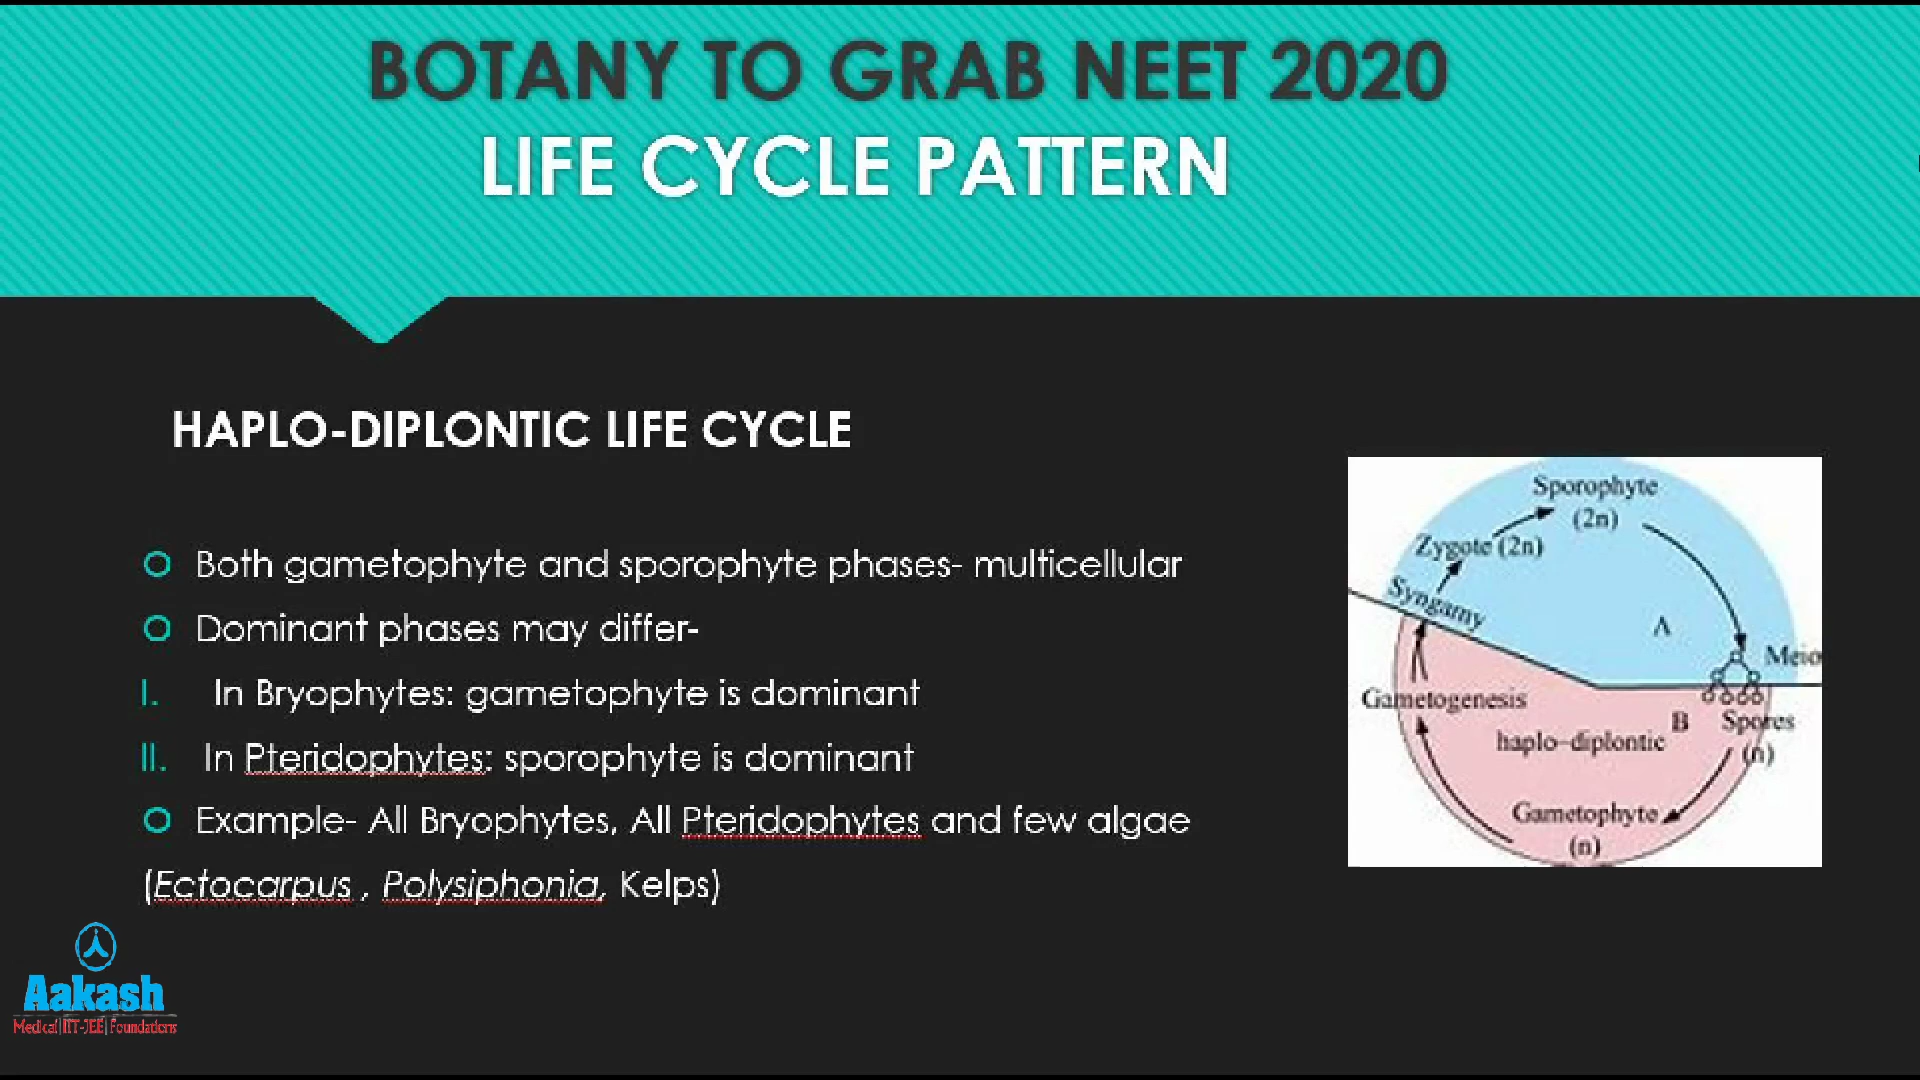 BOTANY TO GRAB NEET 2020
LIFE CYCLE PATTERN
HAPLO-DIPLONTIC LIFE CYCLE
Both gametophyte and sporophyte phases- multicellular
Dominant phases may differ-
I. In Bryophytes: gametophyte is dominant
II. In Pteridophytes: sporophyte is dominant
Example- All Bryophytes, All Pteridophytes and few algae
(Ectocarpus , Polysiphonia, Kelps)
Sporophyte
(2n)
Zygote (2n)
Syngamy
A
Meio
Gametogenesis
B
Spores
(n)
haplo-diplontic
Gametophyte
(n)
Aakash
Medical|IIT-JEE|Foundations